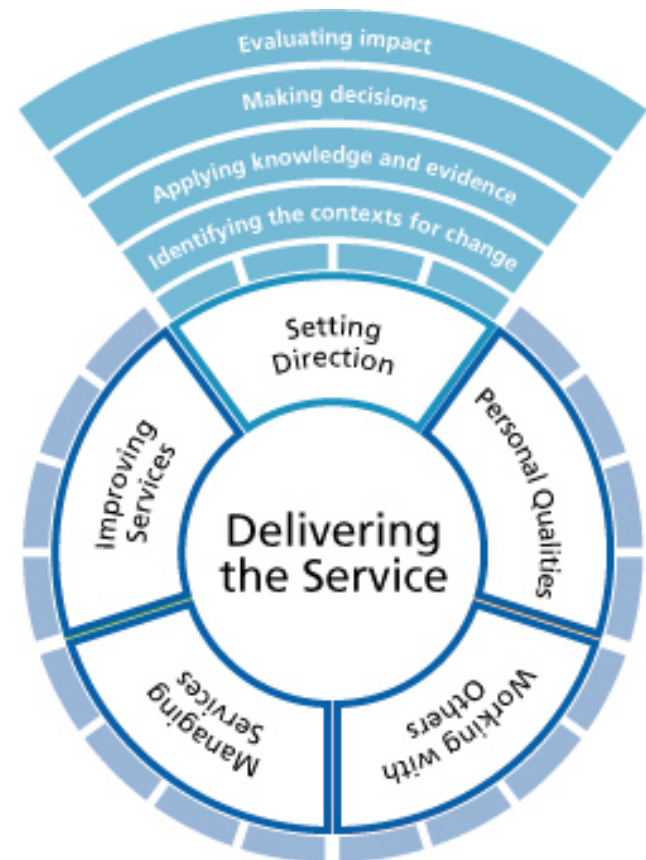 Evaluating impact
Making decisions
Applying knowledge and evidence
Identifying the contexts for change
Setting
Direction
Personal Qualities
Working with
Others
Managing
Services
Improving
Services
Delivering
the Service